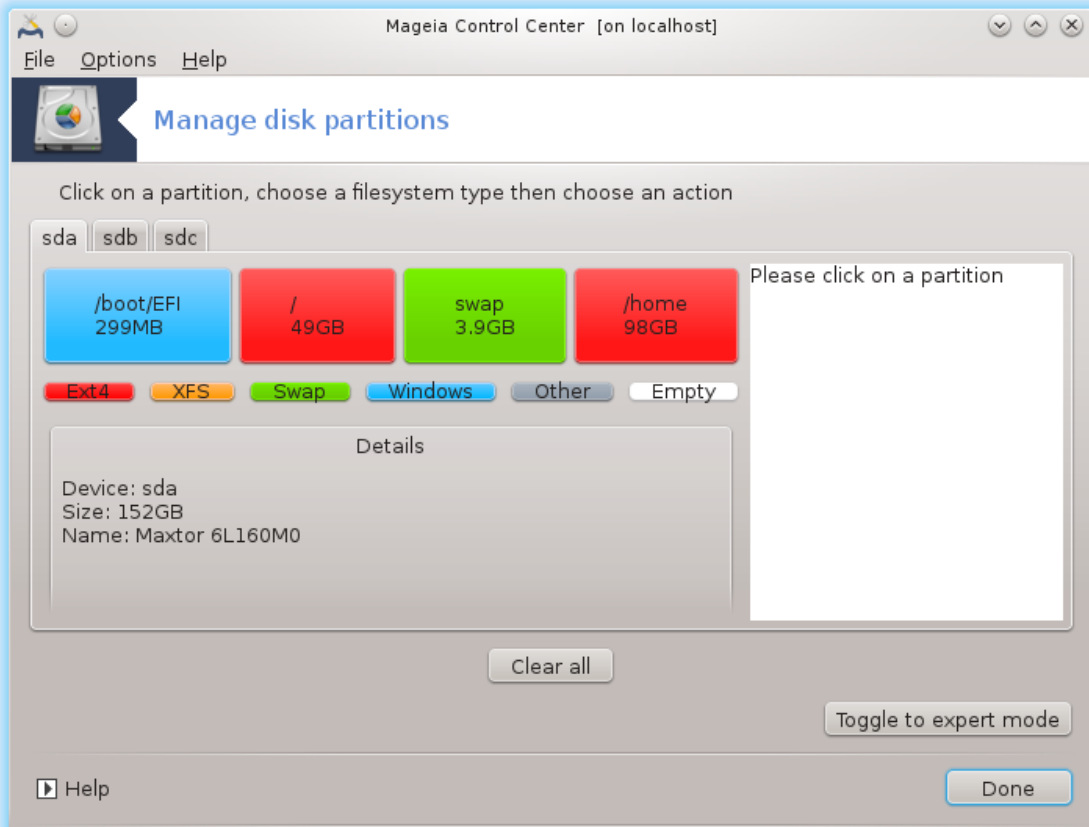 Mageia Control Center [on localhost]
File Options Help
Manage disk partitions
Click on a partition, choose a filesystem type then choose an action
sda sdb sdc
/boot/EFI
299MB
/
49GB
swap
3.9GB
/home
98GB
Please click on a partition
Ext4 XFS Swap Windows Other Empty
Details
Device: sda
Size: 152GB
Name: Maxtor 6L160M0
Clear all
Toggle to expert mode
Help
Done